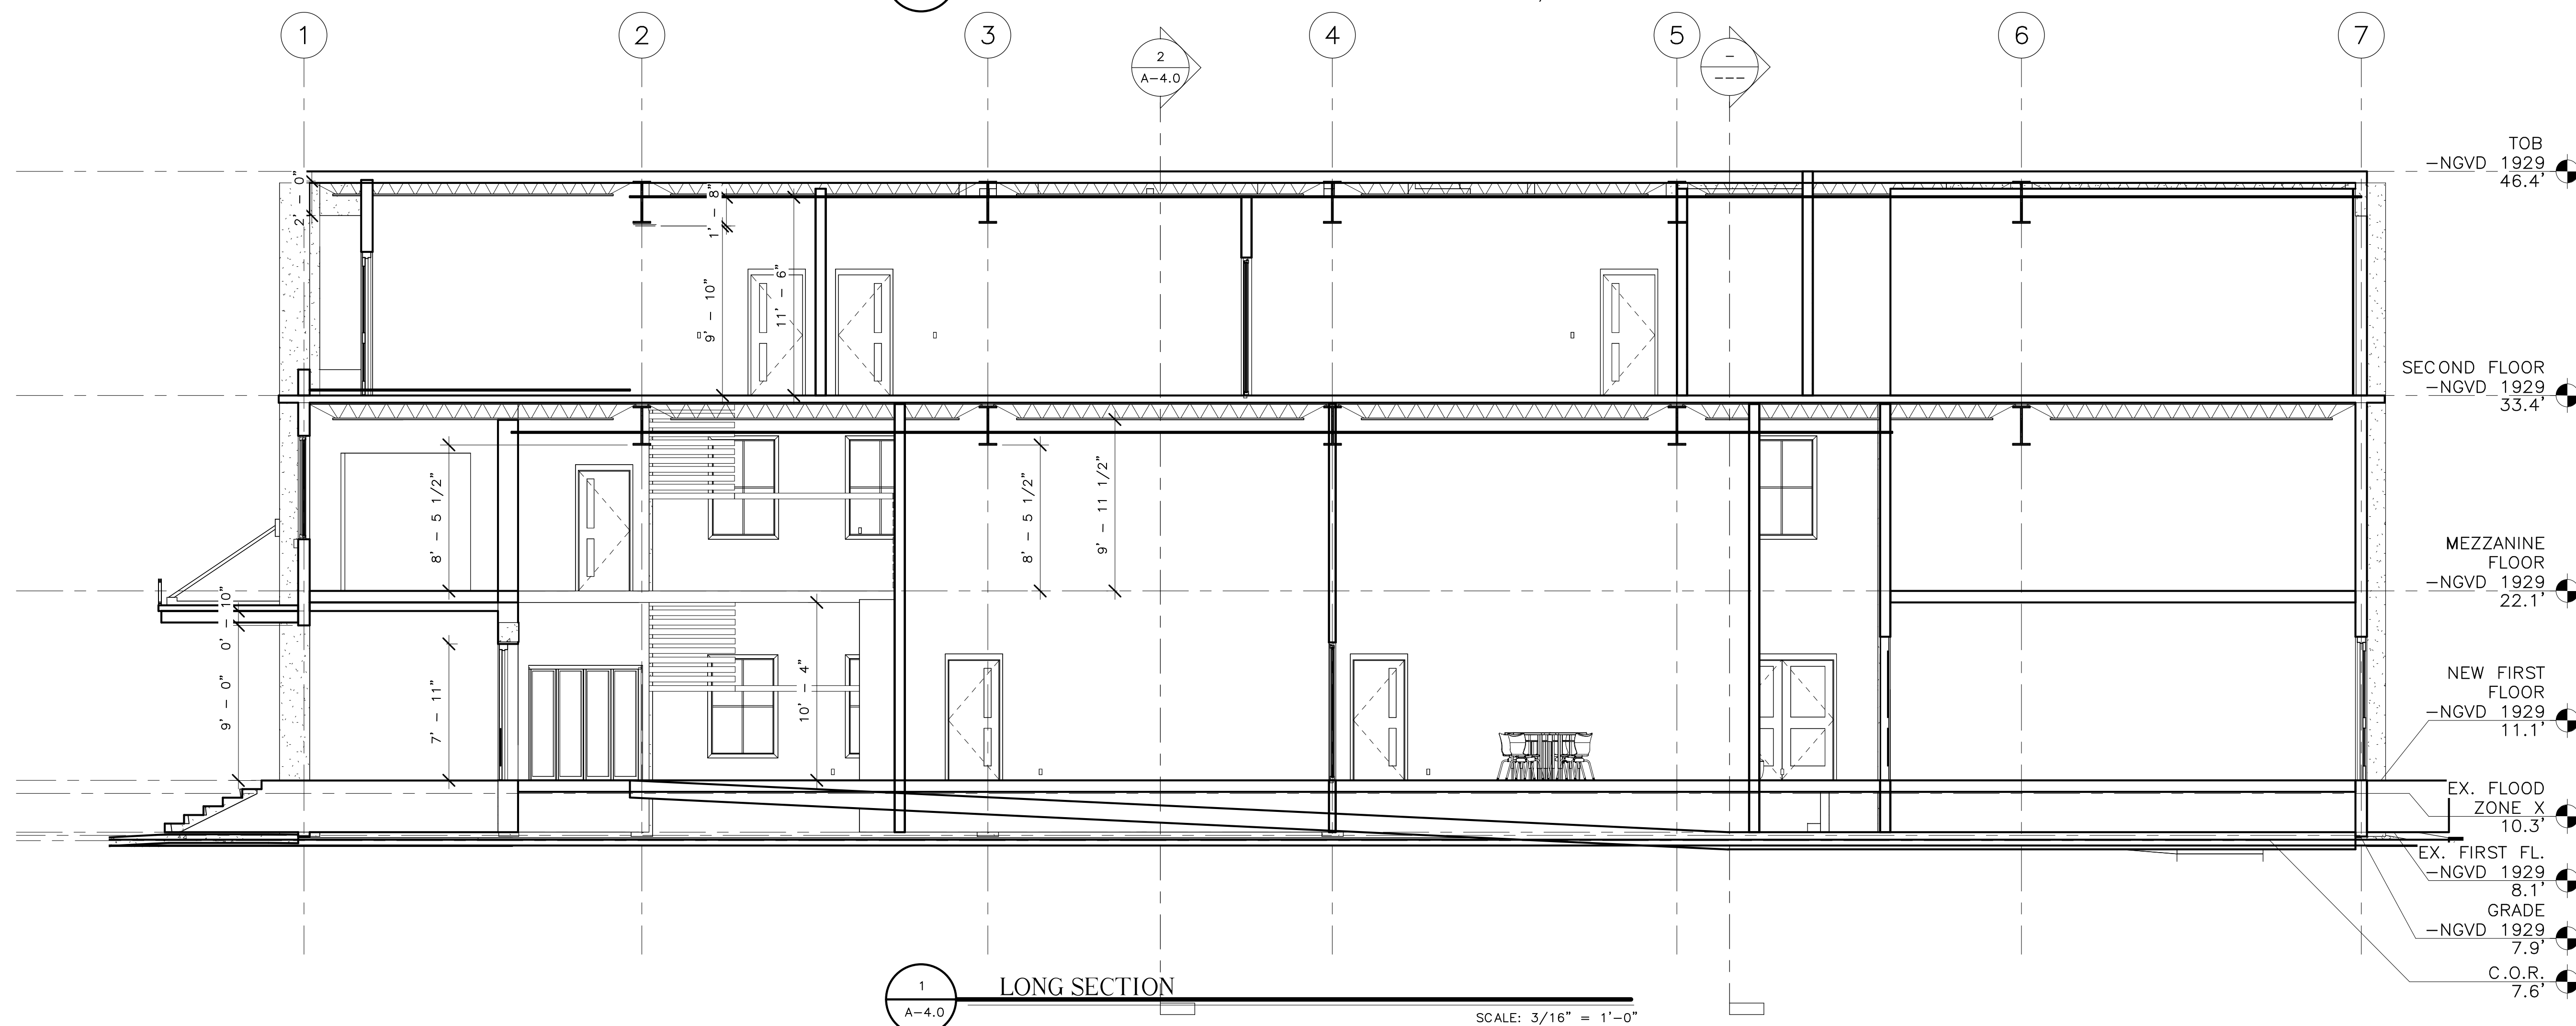 1
2
3
4
5
6
7
2
A-4.0
-
---
TOB
-NGVD 1929
46.4'
2' - 0"
1' - 8"
9' - 10"
11' - 6"
SECOND FLOOR
-NGVD 1929
33.4'
8' - 5 1/2"
8' - 5 1/2"
9' - 11 1/2"
MEZZANINE
FLOOR
-NGVD 1929
22.1'
0' - 10"
9' - 0"
7' - 11"
10' - 4"
NEW FIRST
FLOOR
-NGVD 1929
11.1'
EX. FLOOD
ZONE X
10.3'
EX. FIRST FL.
-NGVD 1929
8.1'
GRADE
-NGVD 1929
7.9'
C.O.R.
7.6'
1
A-4.0
LONG SECTION
SCALE: 3/16" = 1'-0"